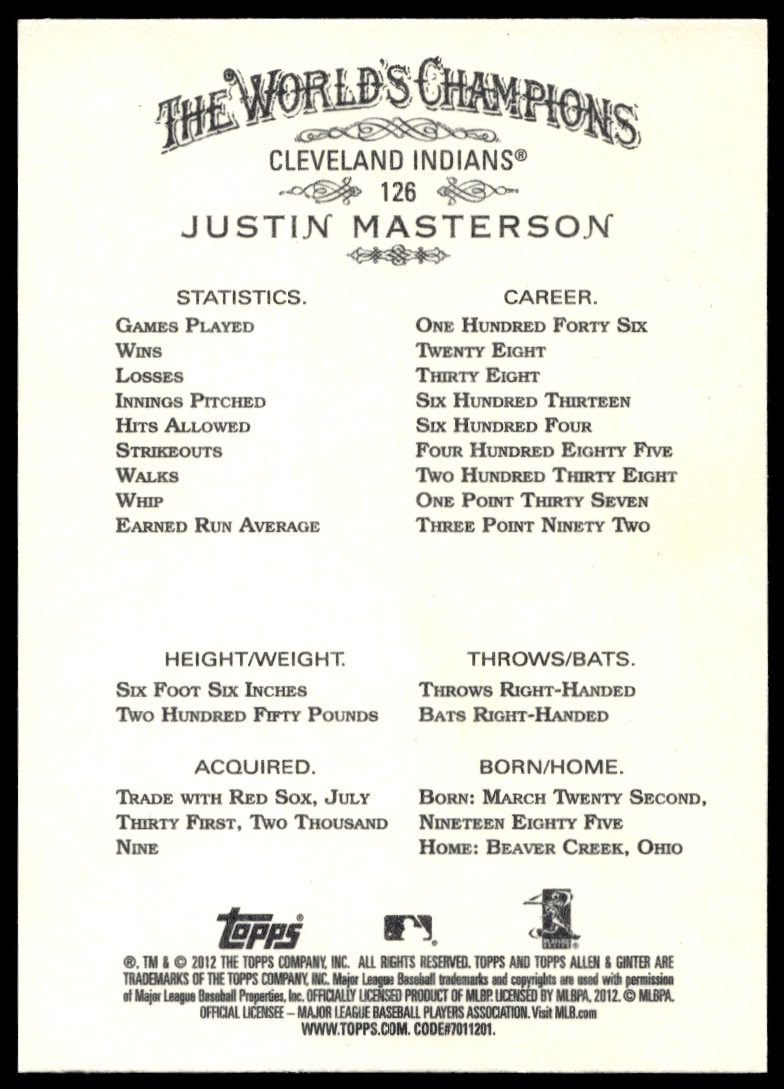 THE WORLD'S CHAMPIONS
CLEVELAND INDIANS®
126
JUSTIN MASTERSON
STATISTICS. CAREER.
GAMES PLAYED ONE HUNDRED FORTY SIX
WINS TWENTY EIGHT
LOSSES THIRTY EIGHT
INNINGS PITCHED SIX HUNDRED THIRTEEN
HITS ALLOWED SIX HUNDRED FOUR
STRIKEOUTS FOUR HUNDRED EIGHTY FIVE
WALKS TWO HUNDRED THIRTY EIGHT
WHIP ONE POINT THIRTY SEVEN
EARNED RUN AVERAGE THREE POINT NINETY TWO
HEIGHT/WEIGHT. THROWS/BATS.
SIX FOOT SIX INCHES THROWS RIGHT-HANDED
TWO HUNDRED FIFTY POUNDS BATS RIGHT-HANDED
ACQUIRED. BORN/HOME.
TRADE WITH RED SOX, JULY BORN: MARCH TWENTY SECOND,
THIRTY FIRST, TWO THOUSAND NINETEEN EIGHTY FIVE
NINE HOME: BEAVER CREEK, OHIO
topps®
®, TM & © 2012 THE TOPPS COMPANY, INC. ALL RIGHTS RESERVED. TOPPS AND TOPPS ALLEN & GINTER ARE
TRADEMARKS OF THE TOPPS COMPANY, INC. Major League Baseball trademarks and copyrights are used with permission
of Major League Baseball Properties, Inc. OFFICIALLY LICENSED PRODUCT OF MLBP. LICENSED BY MLBPA, 2012. © MLBPA.
OFFICIAL LICENSEE – MAJOR LEAGUE BASEBALL PLAYERS ASSOCIATION. Visit MLB.com
WWW.TOPPS.COM. CODE#7011201.